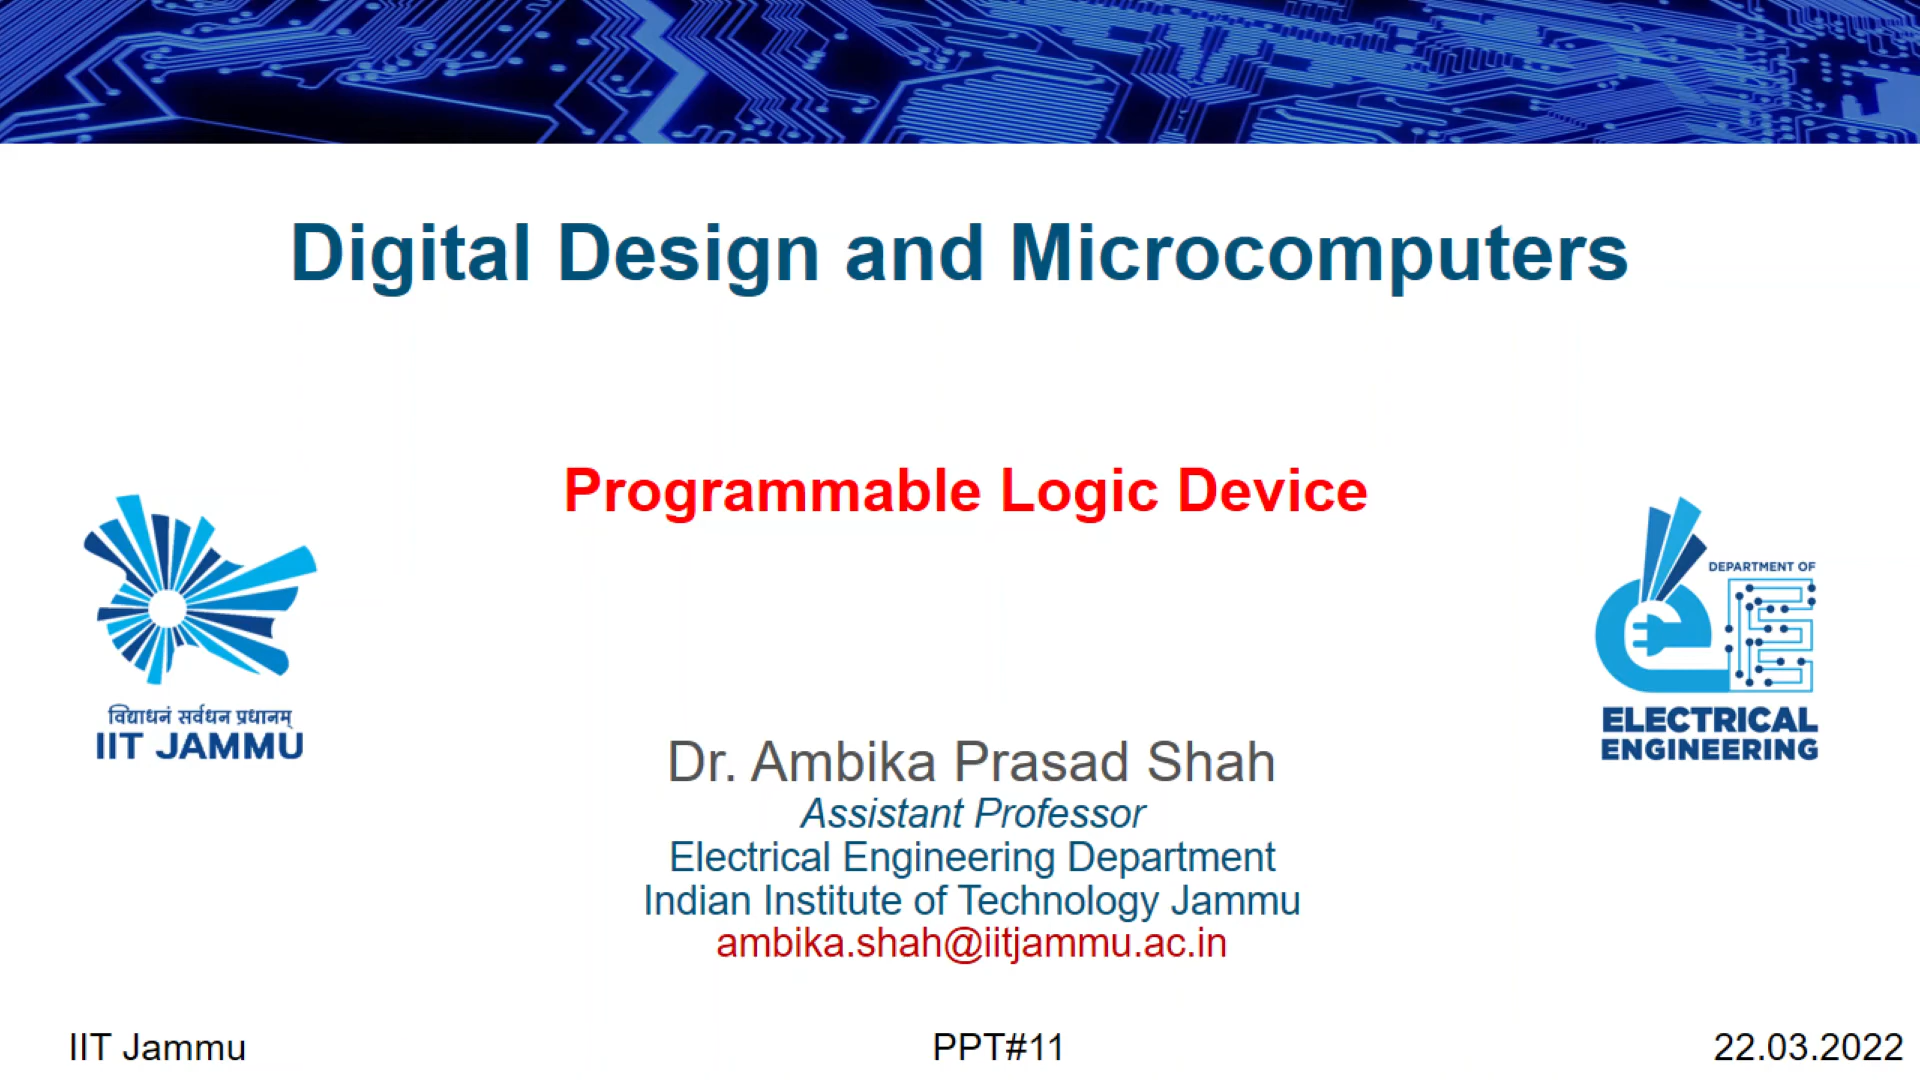 Digital Design and Microcomputers
Programmable Logic Device
विद्याधनं सर्वधन प्रधानम्
IIT JAMMU
DEPARTMENT OF
EE
ELECTRICAL
ENGINEERING
Dr. Ambika Prasad Shah
Assistant Professor
Electrical Engineering Department
Indian Institute of Technology Jammu
ambika.shah@iitjammu.ac.in
IIT Jammu
PPT#11
22.03.2022